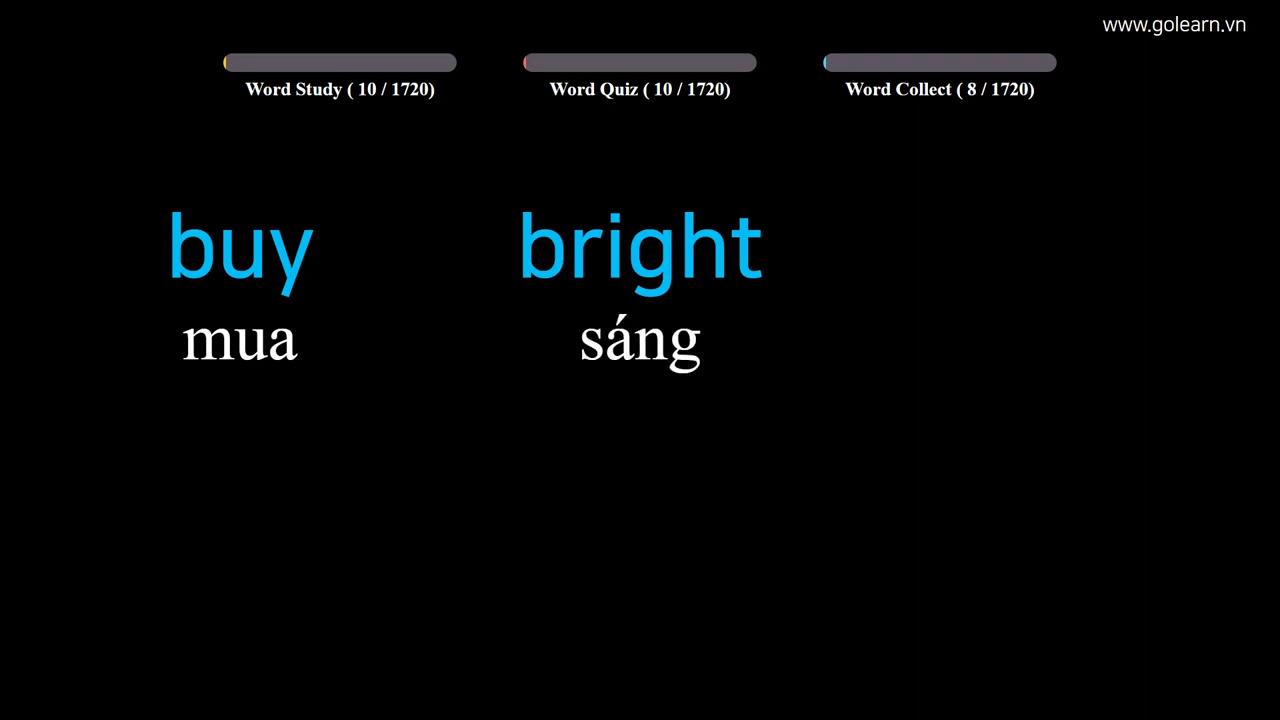 www.golearn.vn
Word Study ( 10 / 1720)
Word Quiz ( 10 / 1720)
Word Collect ( 8 / 1720)
buy
mua
bright
sáng